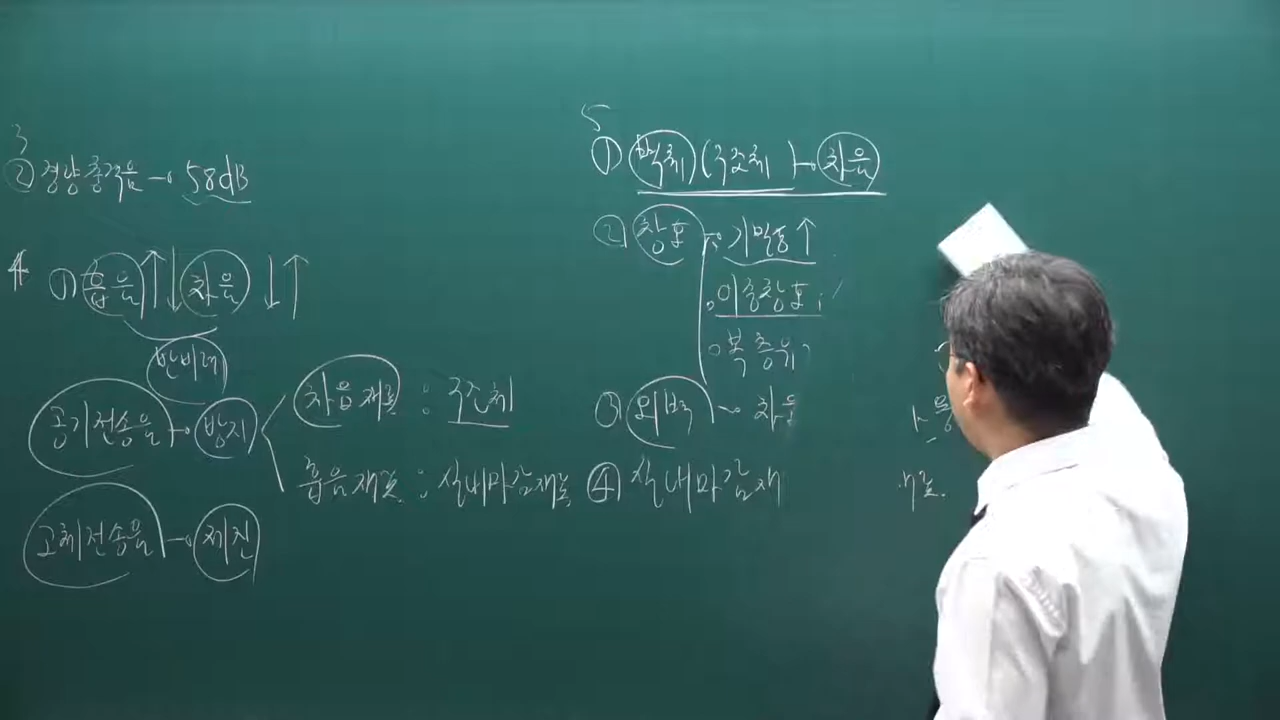 3
② 경량충격음 → 58dB
4 ① 흡음 ↑↓ 차음 ↓↑
반비례
공기전송음 → 방지
차음재료 : 구조체
흡음재료 : 실내마감재료
고체전송음 → 제진
5
① 벽체 (구조체) → 차음
② 창호 → 기밀성 ↑
이중창호
복층유
③ 외벽 → 차음
④ 실내마감재